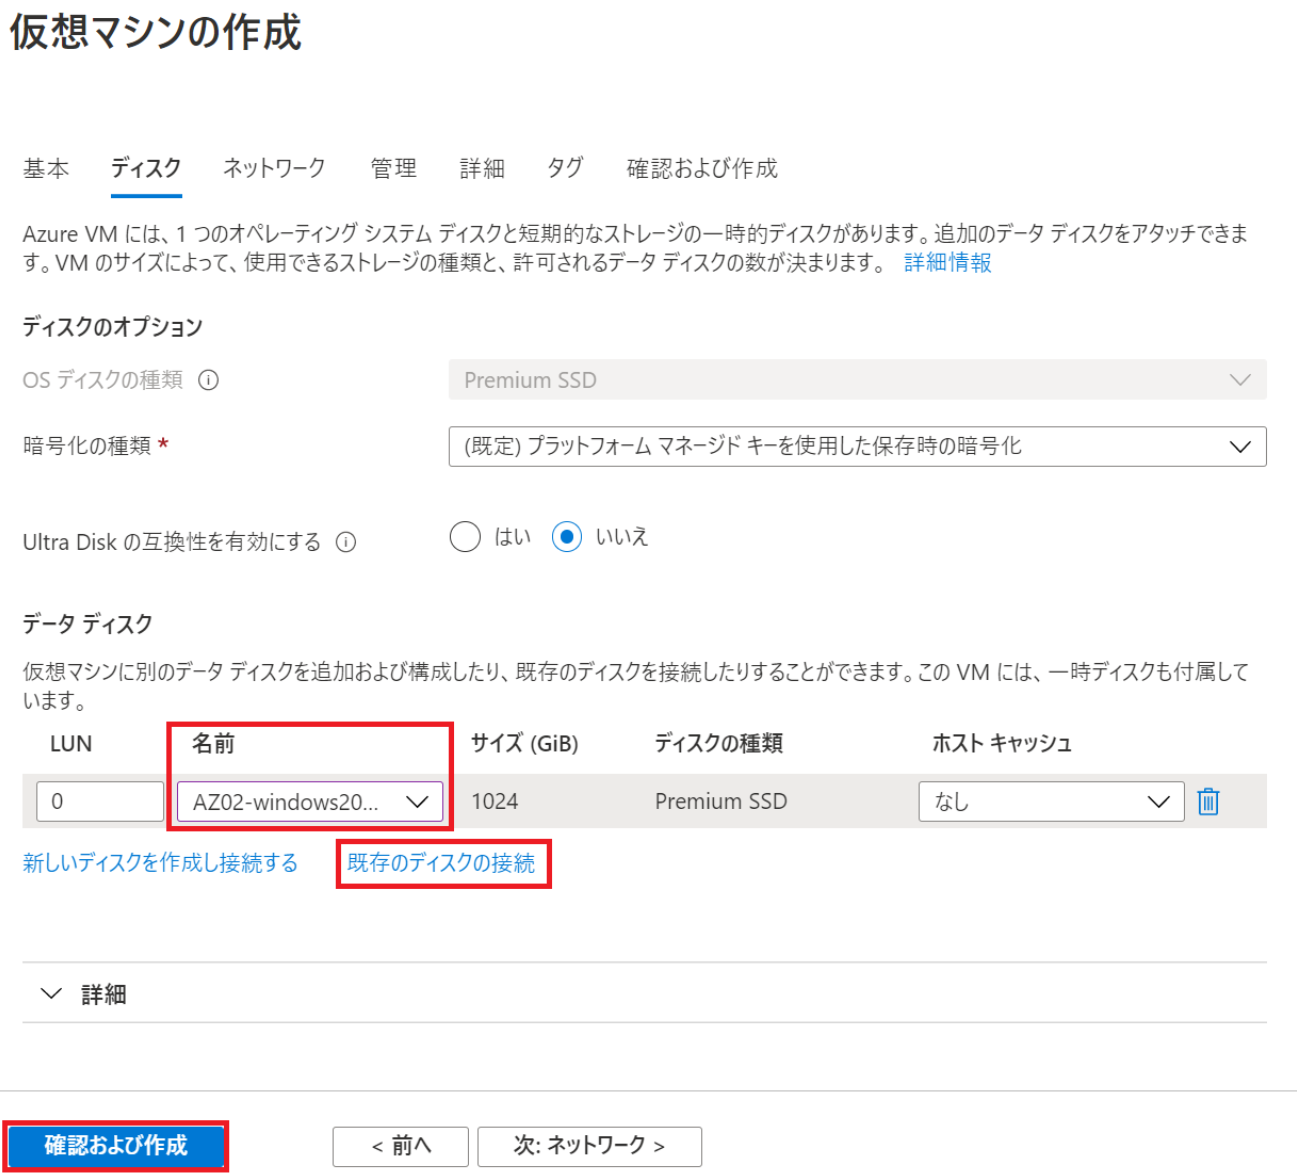 仮想マシンの作成
基本 ディスク ネットワーク 管理 詳細 タグ 確認および作成
Azure VM には、1 つのオペレーティング システム ディスクと短期的なストレージの一時的ディスクがあります。追加のデータ ディスクをアタッチできま
す。VM のサイズによって、使用できるストレージの種類と、許可されるデータ ディスクの数が決まります。 詳細情報
ディスクのオプション
OS ディスクの種類 Premium SSD
暗号化の種類 * (既定) プラットフォーム マネージド キーを使用した保存時の暗号化
Ultra Disk の互換性を有効にする はい いいえ
データ ディスク
仮想マシンに別のデータ ディスクを追加および構成したり、既存のディスクを接続したりすることができます。この VM には、一時ディスクも付属して
います。
LUN 名前 サイズ (GiB) ディスクの種類 ホスト キャッシュ
0 AZ02-windows20... 1024 Premium SSD なし
新しいディスクを作成し接続する 既存のディスクの接続
詳細
確認および作成 < 前へ 次: ネットワーク >